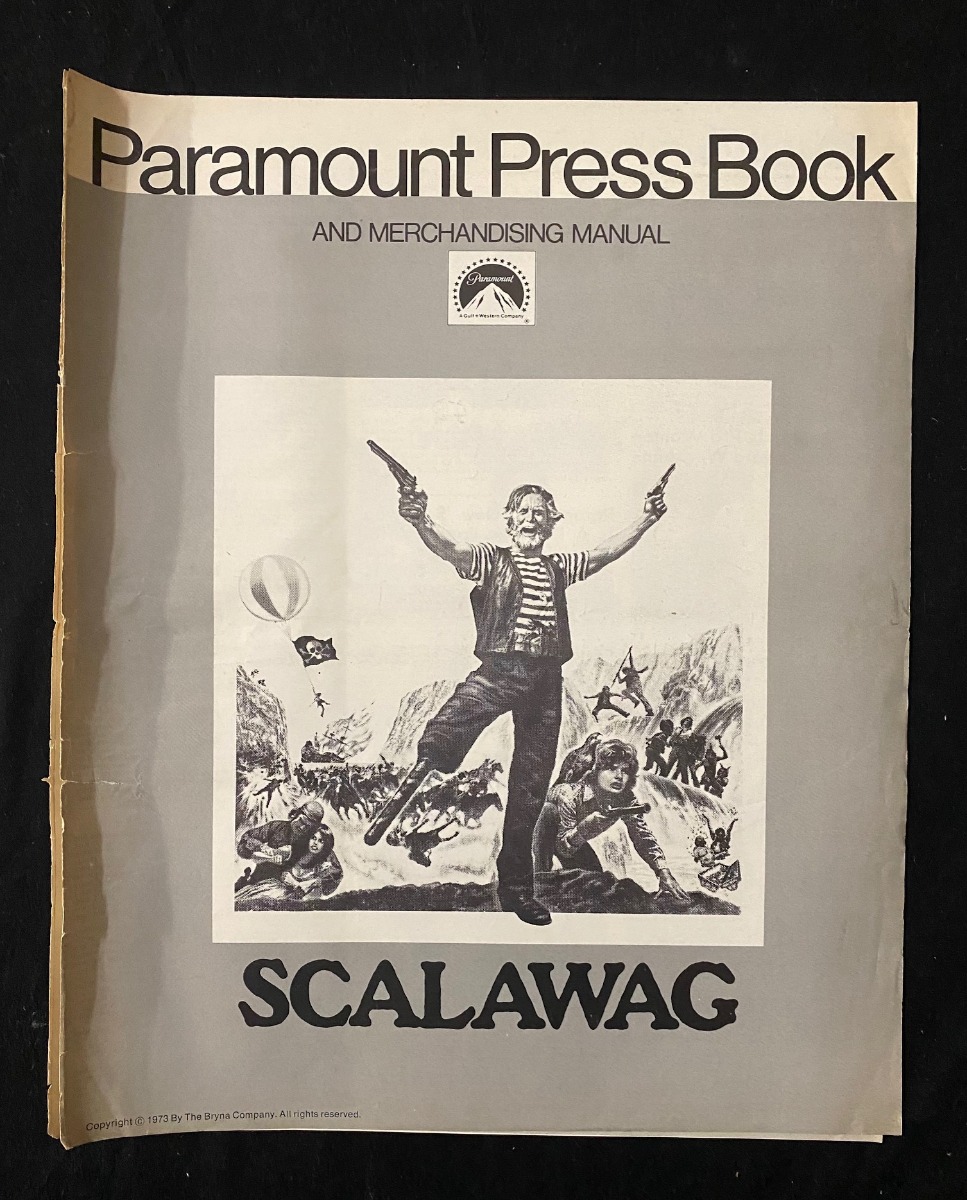 Paramount Press Book
AND MERCHANDISING MANUAL
Paramount
A Gulf + Western Company
®
SCALAWAG
Copyright © 1973 By The Bryna Company. All rights reserved.